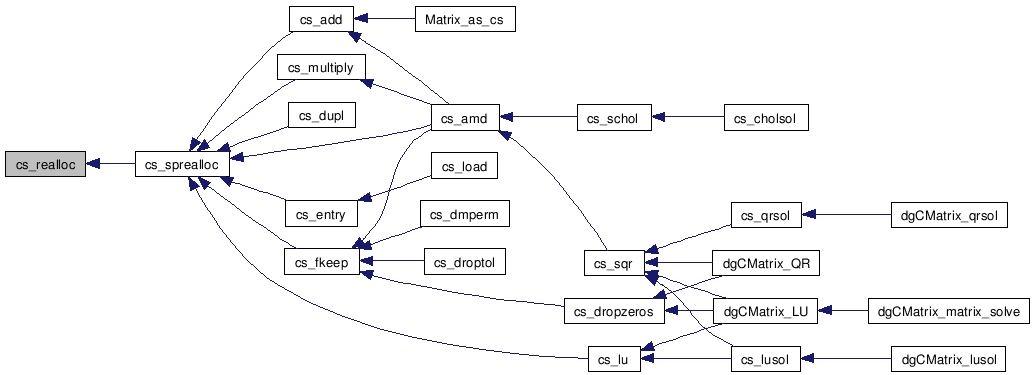 cs_add
Matrix_as_cs
cs_multiply
cs_dupl
cs_amd
cs_schol
cs_cholsol
cs_realloc
cs_sprealloc
cs_load
cs_entry
cs_dmperm
cs_qrsol
dgCMatrix_qrsol
cs_fkeep
cs_droptol
cs_sqr
dgCMatrix_QR
cs_dropzeros
dgCMatrix_LU
dgCMatrix_matrix_solve
cs_lu
cs_lusol
dgCMatrix_lusol